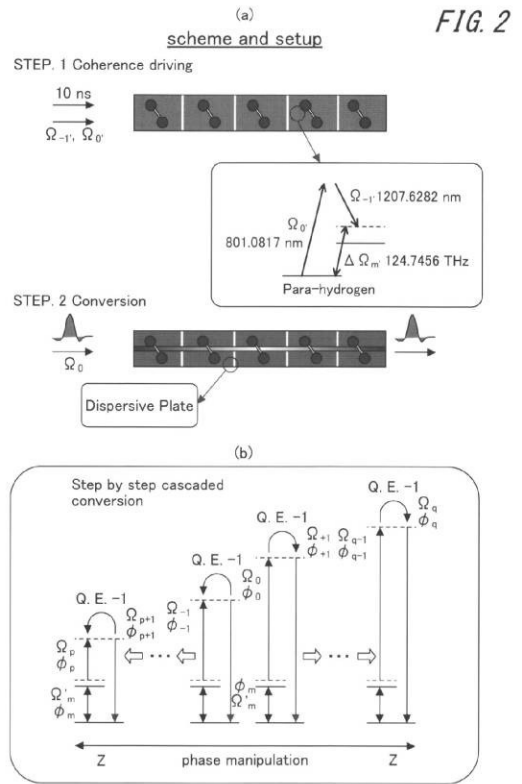 (a)
FIG. 2
scheme and setup
STEP. 1 Coherence driving
10 ns
Ω-1', Ω0'
Ω-1' 1207.6282 nm
Ω0'
801.0817 nm
ΔΩm' 124.7456 THz
Para-hydrogen
STEP. 2 Conversion
Ω0
Dispersive Plate
(b)
Step by step cascaded
conversion
Q. E. -1
Ωq
ϕq
Q. E. -1
Ω+1 Ωq-1
ϕ+1 ϕq-1
Q. E. -1
Ω0
ϕ0
Q. E. -1
Ωp+1 Ω-1
ϕp+1 ϕ-1
Ωp
ϕp
Ω'm
ϕm
ϕm
Ω'm
Z phase manipulation Z